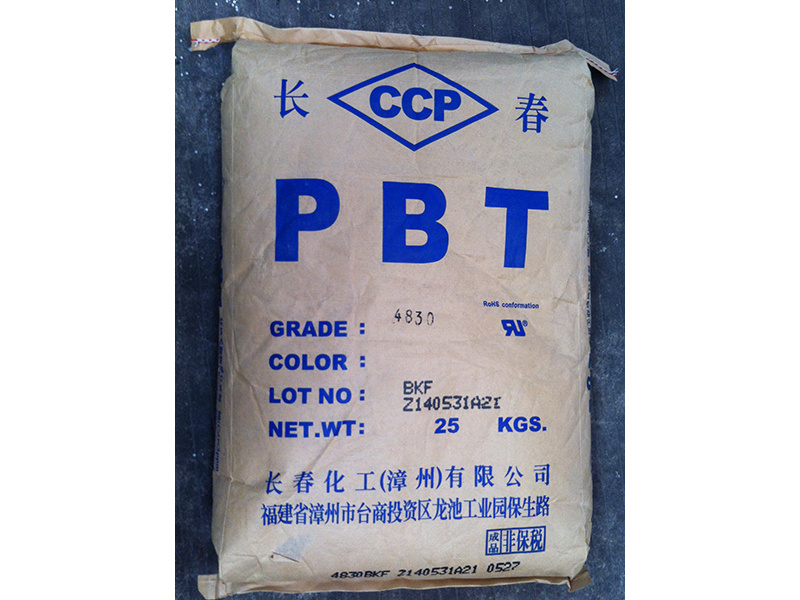 长 CCP 春
PBT
RoHS conformation
GRADE : 4830
COLOR :
BKF
LOT NO : Z140531A21
NET.WT: 25 KGS.
长春化工(漳州)有限公司
福建省漳州市台商投资区龙池工业园保生路
成品 非保税
4830BKF Z140531A21 0527